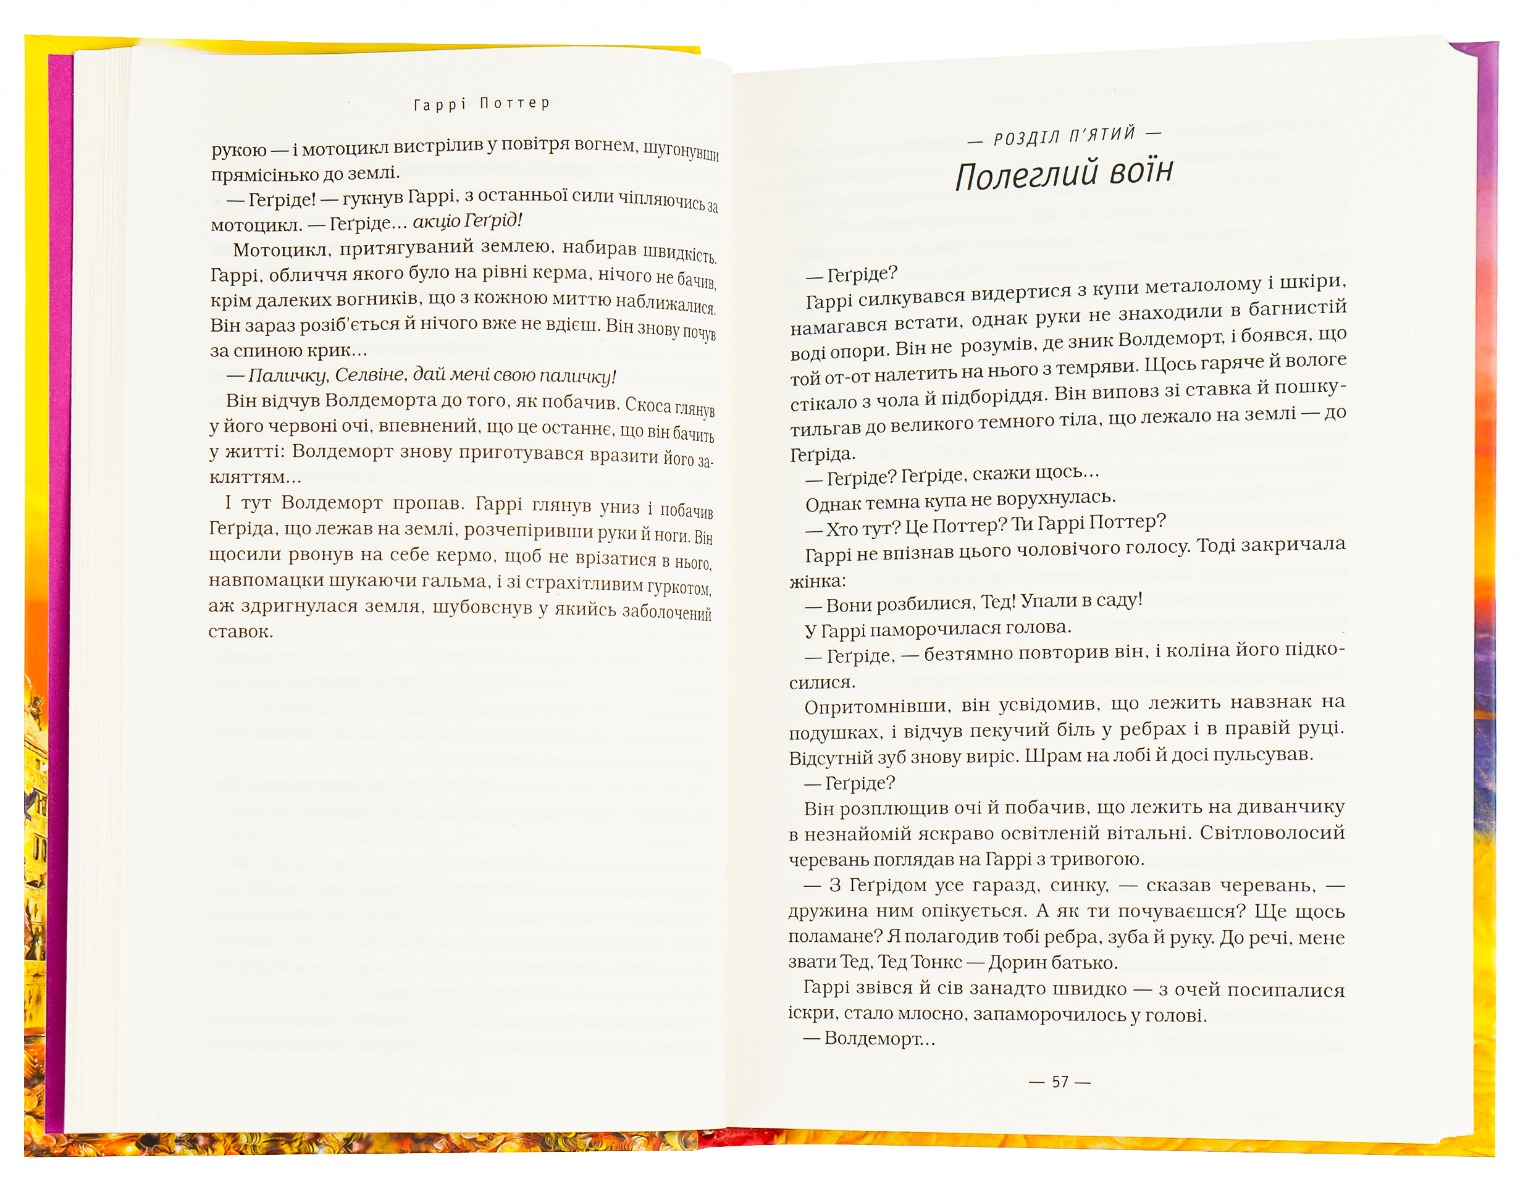 Гаррі Поттер
рукою — і мотоцикл вистрілив у повітря вогнем, шугонувши
прямісінько до землі.
— Геґріде! — гукнув Гаррі, з останньої сили чіпляючись за
мотоцикл. — Геґріде... акціо Геґрід!
Мотоцикл, притягуваний землею, набирав швидкість.
Гаррі, обличчя якого було на рівні керма, нічого не бачив,
крім далеких вогників, що з кожною миттю наближалися.
Він зараз розіб'ється й нічого вже не вдієш. Він знову почув
за спиною крик...
— Паличку, Селвіне, дай мені свою паличку!
Він відчув Волдеморта до того, як побачив. Скоса глянув
у його червоні очі, впевнений, що це останнє, що він бачить
у житті: Волдеморт знову приготувався вразити його за-
кляттям...
І тут Волдеморт пропав. Гаррі глянув униз і побачив
Геґріда, що лежав на землі, розчепіривши руки й ноги. Він
щосили рвонув на себе кермо, щоб не врізатися в нього,
навпомацки шукаючи гальма, і зі страхітливим гуркотом,
аж здригнулася земля, шубовснув у якийсь заболочений
ставок.
— РОЗДІЛ П'ЯТИЙ —
Полеглий воїн
— Геґріде?
Гаррі силкувався видертися з купи металолому і шкіри,
намагався встати, однак руки не знаходили в багнистій
воді опори. Він не розумів, де зник Волдеморт, і боявся, що
той от-от налетить на нього з темряви. Щось гаряче й вологе
стікало з чола й підборіддя. Він виповз зі ставка й пошку-
тильгав до великого темного тіла, що лежало на землі — до
Геґріда.
— Геґріде? Геґріде, скажи щось...
Однак темна купа не ворухнулась.
— Хто тут? Це Поттер? Ти Гаррі Поттер?
Гаррі не впізнав цього чоловічого голосу. Тоді закричала
жінка:
— Вони розбилися, Тед! Упали в саду!
У Гаррі паморочилася голова.
— Геґріде, — безтямно повторив він, і коліна його підко-
силися.
Опритомнівши, він усвідомив, що лежить навзнак на
подушках, і відчув пекучий біль у ребрах і в правій руці.
Відсутній зуб знову виріс. Шрам на лобі й досі пульсував.
— Геґріде?
Він розплющив очі й побачив, що лежить на диванчику
в незнайомій яскраво освітленій вітальні. Світловолосий
черевань поглядав на Гаррі з тривогою.
— З Геґрідом усе гаразд, синку, — сказав черевань, —
дружина ним опікується. А як ти почуваєшся? Ще щось
поламане? Я полагодив тобі ребра, зуба й руку. До речі, мене
звати Тед, Тед Тонкс — Дорин батько.
Гаррі звівся й сів занадто швидко — з очей посипалися
іскри, стало млосно, запаморочилось у голові.
— Волдеморт...
— 57 —